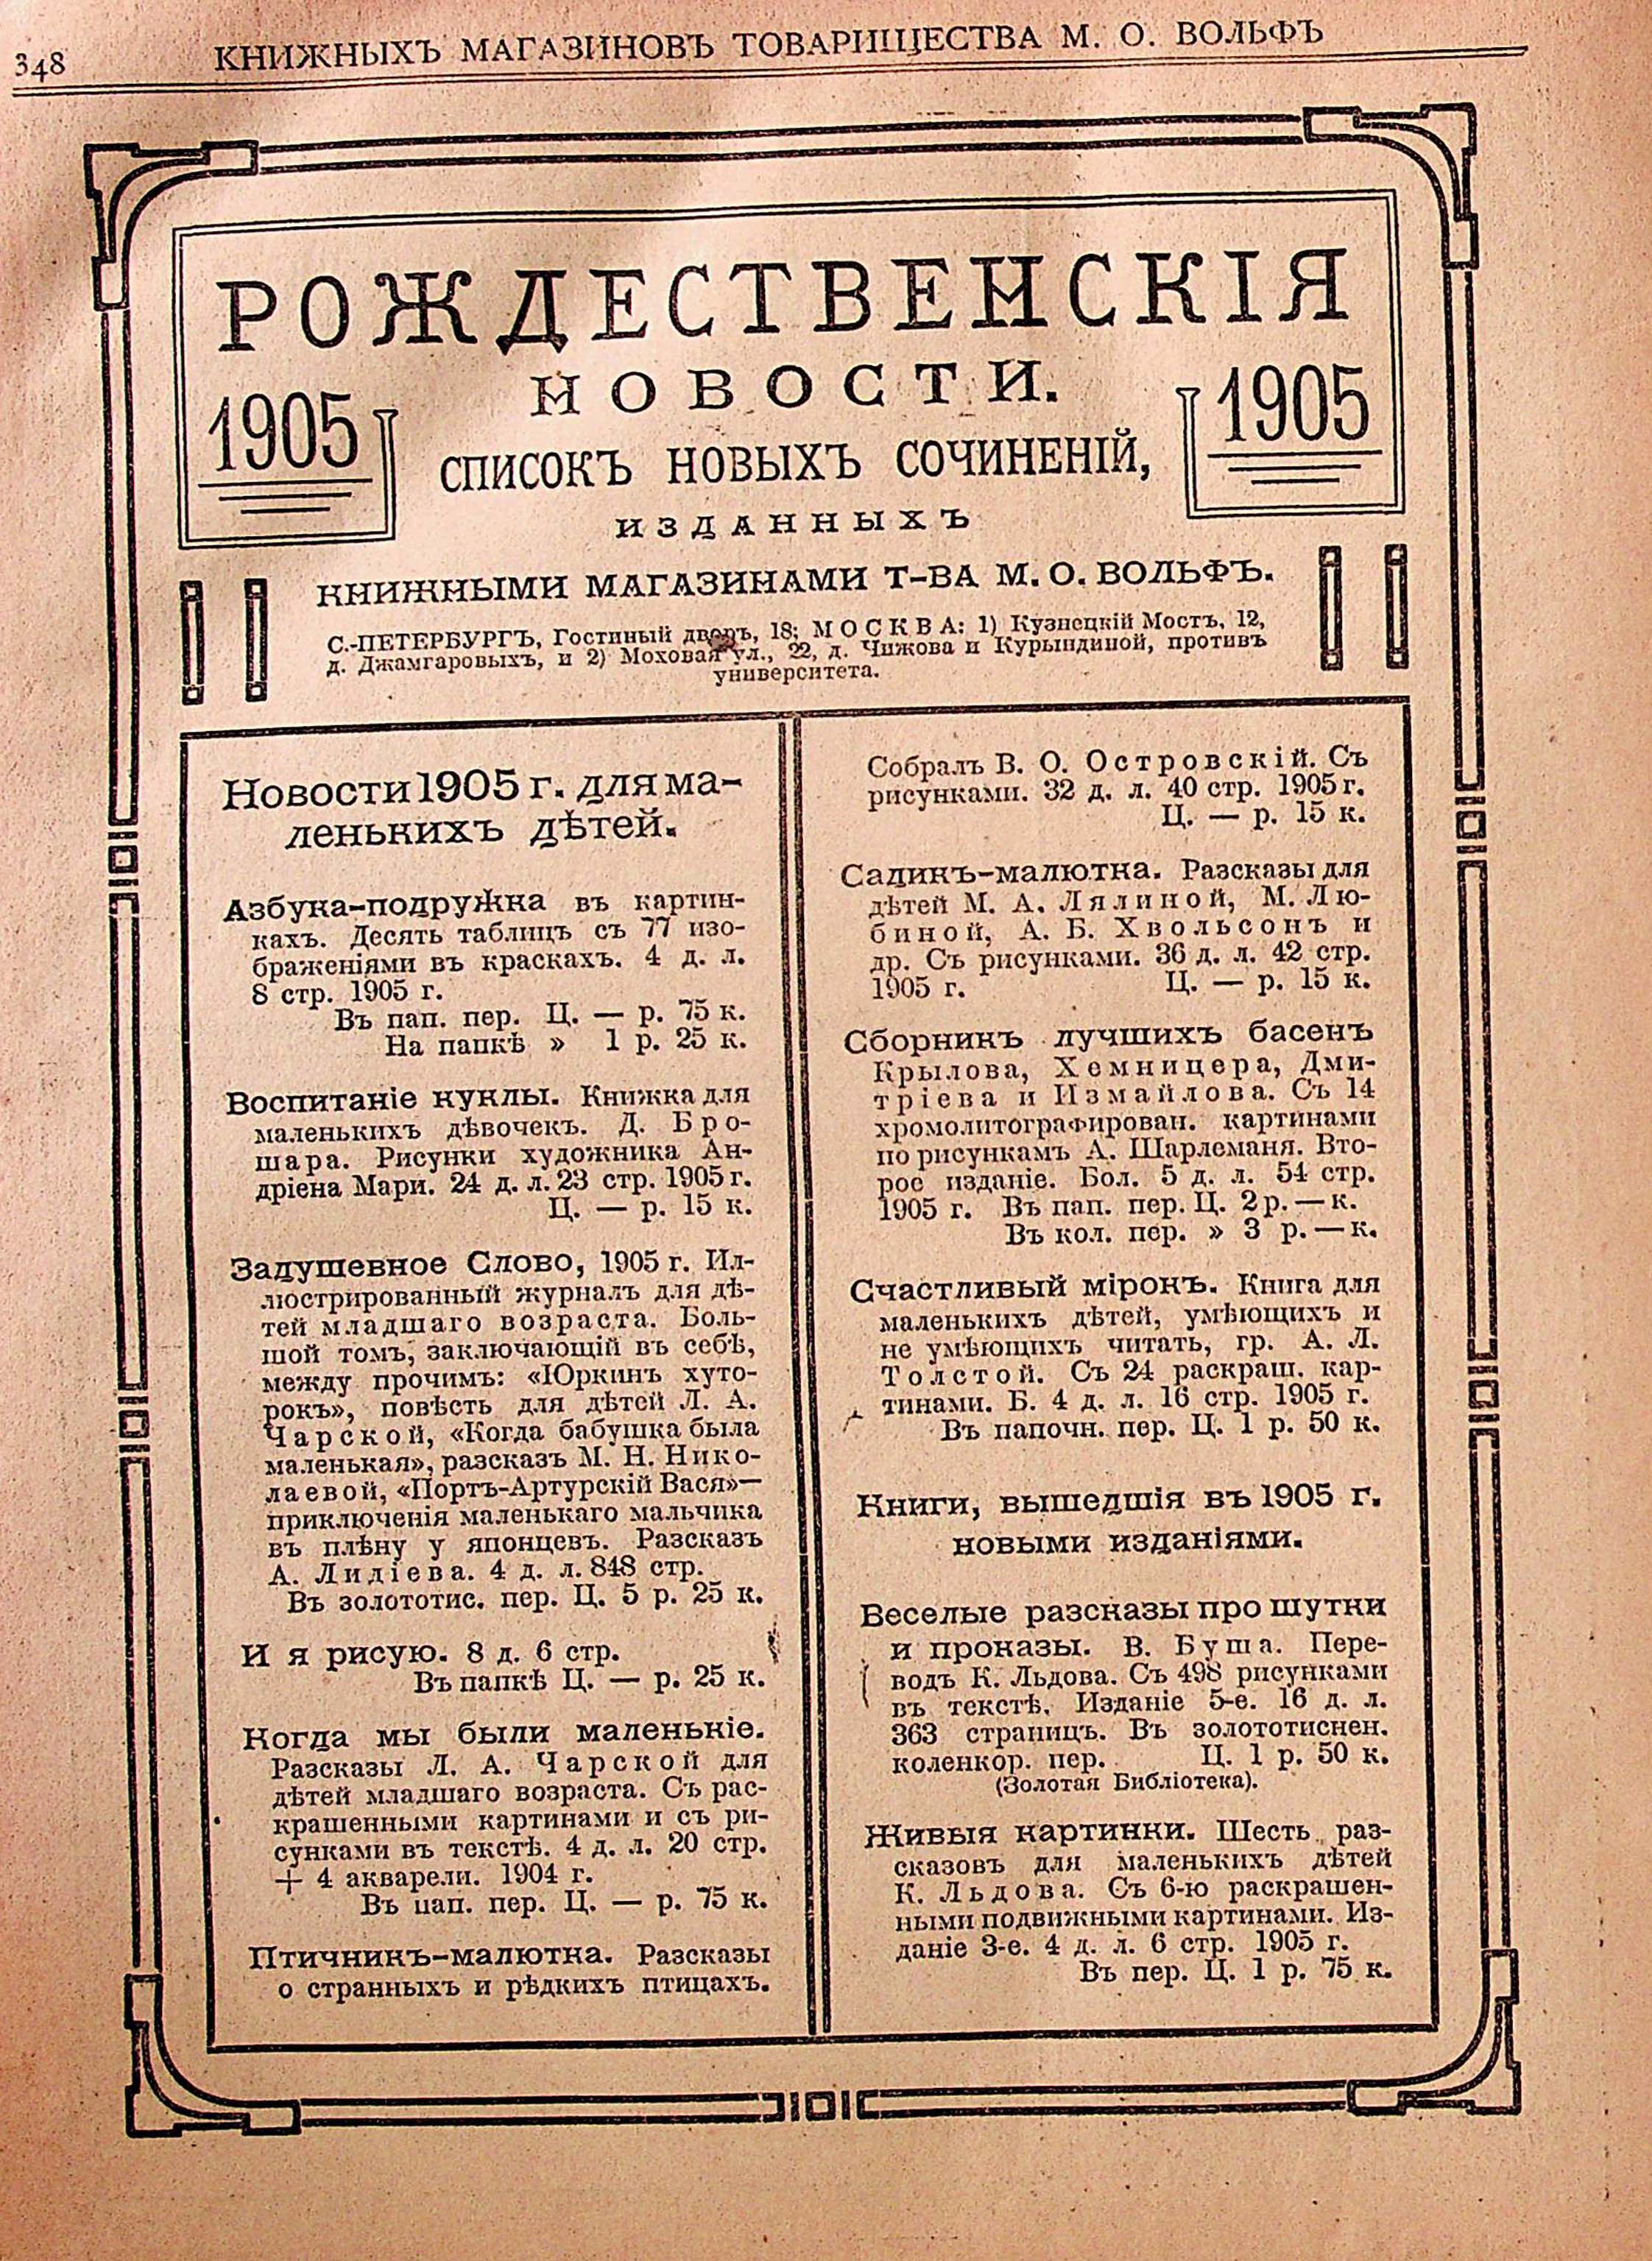 348
КНИЖНЫХЪ МАГАЗИНОВЪ ТОВАРИЩЕСТВА М. О. ВОЛЬФЪ
РОЖДЕСТВЕНСКІЯ
НОВОСТИ.
1905
1905
СПИСОКЪ НОВЫХЪ СОЧИНЕНІЙ,
ИЗДАННЫХЪ
КНИЖНЫМИ МАГАЗИНАМИ Т-ВА М. О. ВОЛЬФЪ.
С.-ПЕТЕРБУРГЪ, Гостиный дворъ, 18; МОСКВА: 1) Кузнецкій Мостъ, 12,
д. Джамгаровыхъ, и 2) Моховая ул., 22, д. Чижова и Курындиной, противъ
университета.
Новости 1905 г. для ма-
ленькихъ дѣтей.
Азбука-подружка въ картин-
кахъ. Десять таблицъ съ 77 изо-
браженіями въ краскахъ. 4 д. л.
8 стр. 1905 г.
Въ пап. пер. Ц. — р. 75 к.
На папкѣ » 1 р. 25 к.
Воспитаніе куклы. Книжка для
маленькихъ дѣвочекъ. Д. Бро-
шара. Рисунки художника Ан-
дріена Мари. 24 д. л. 23 стр. 1905 г.
Ц. — р. 15 к.
Задушевное Слово, 1905 г. Ил-
люстрированный журналъ для дѣ-
тей младшаго возраста. Боль-
шой томъ, заключающій въ себѣ,
между прочимъ: «Юркинъ хуто-
рокъ», повѣсть для дѣтей Л. А.
Чарской, «Когда бабушка была
маленькая», разсказъ М. Н. Нико-
лаевой, «Портъ-Артурскій Вася»—
приключенія маленькаго мальчика
въ плѣну у японцевъ. Разсказъ
А. Лидіева. 4 д. л. 848 стр.
Въ золототис. пер. Ц. 5 р. 25 к.
И я рисую. 8 д. 6 стр.
Въ папкѣ Ц. — р. 25 к.
Когда мы были маленькіе.
Разсказы Л. А. Чарской для
дѣтей младшаго возраста. Съ рас-
крашенными картинами и съ ри-
сунками въ текстѣ. 4 д. л. 20 стр.
+ 4 акварели. 1904 г.
Въ пап. пер. Ц. — р. 75 к.
Птичникъ-малютка. Разсказы
о странныхъ и рѣдкихъ птицахъ.
Собралъ В. О. Островскій. Съ
рисунками. 32 д. л. 40 стр. 1905 г.
Ц. — р. 15 к.
Садикъ-малютка. Разсказы для
дѣтей М. А. Лялиной, М. Лю-
биной, А. Б. Хвольсонъ и
др. Съ рисунками. 36 д. л. 42 стр.
1905 г. Ц. — р. 15 к.
Сборникъ лучшихъ басенъ
Крылова, Хемницера, Дми-
тріева и Измайлова. Съ 14
хромолитографирован. картинами
по рисункамъ А. Шарлеманя. Вто-
рое изданіе. Бол. 5 д. л. 54 стр.
1905 г. Въ пап. пер. Ц. 2 р. — к.
Въ кол. пер. » 3 р. — к.
Счастливый мірокъ. Книга для
маленькихъ дѣтей, умѣющихъ и
не умѣющихъ читать, гр. А. Л.
Толстой. Съ 24 раскраш. кар-
тинами. Б. 4 д. л. 16 стр. 1905 г.
Въ папочн. пер. Ц. 1 р. 50 к.
Книги, вышедшія въ 1905 г.
новыми изданіями.
Веселые разсказы про шутки
и проказы. В. Буша. Пере-
водъ К. Льдова. Съ 498 рисунками
въ текстѣ. Изданіе 5-е. 16 д. л.
363 страницъ. Въ золототиснен.
коленкор. пер. Ц. 1 р. 50 к.
(Золотая Библіотека).
Живыя картинки. Шесть раз-
сказовъ для маленькихъ дѣтей
К. Льдова. Съ 6-ю раскрашен-
ными подвижными картинами. Из-
даніе 3-е. 4 д. л. 6 стр. 1905 г.
Въ пер. Ц. 1 р. 75 к.